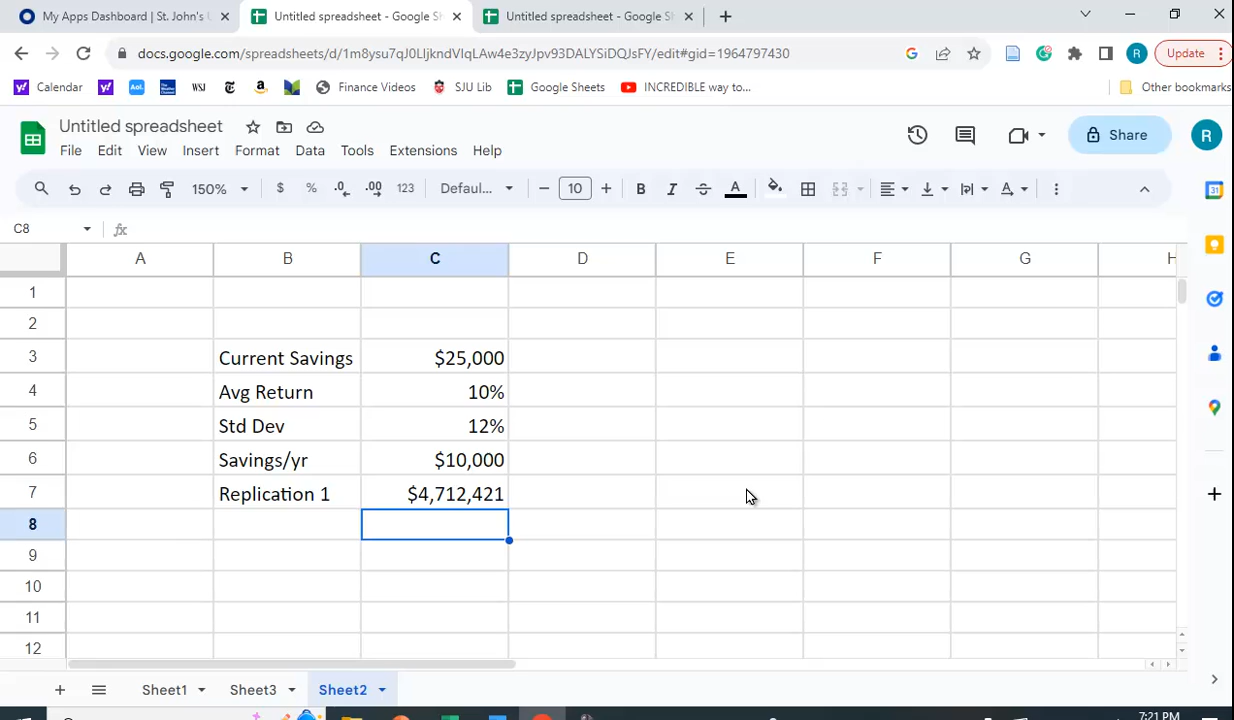 My Apps Dashboard | St. John's U
Untitled spreadsheet - Google Sh
Untitled spreadsheet - Google Sh
docs.google.com/spreadsheets/d/1m8ysu7qJ0LIjkndVIqLAw4e3zyJpv93DALYSiDQJsFY/edit#gid=1964797430
Update
Calendar
Aol.
WSJ
Finance Videos
SJU Lib
Google Sheets
INCREDIBLE way to...
Other bookmarks
Untitled spreadsheet
File Edit View Insert Format Data Tools Extensions Help
Share
R
150% $ % .0 .00 123 Defaul... 10 B I S A
C8 fx
A B C D E F G H
1
2
3 Current Savings $25,000
4 Avg Return 10%
5 Std Dev 12%
6 Savings/yr $10,000
7 Replication 1 $4,712,421
8
9
10
11
12
Sheet1 Sheet3 Sheet2
7:21 PM